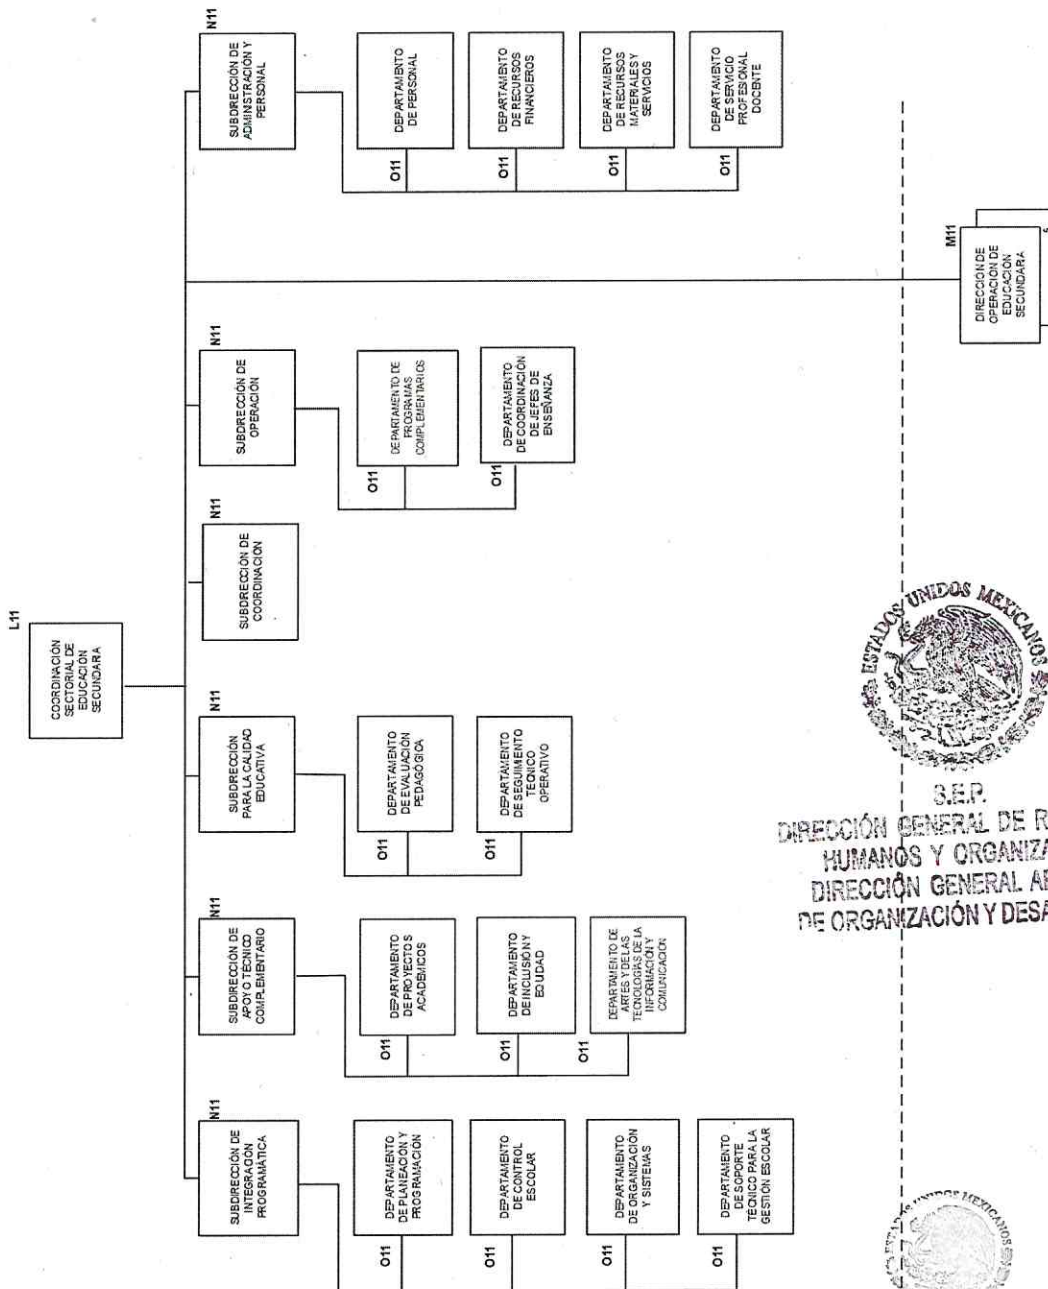 L11
COORDINACIÓN
SECTORIAL DE
EDUCACIÓN
SECUNDARIA
N11
SUBDIRECCIÓN DE
INTEGRACIÓN
PROGRAMÁTICA
O11
DEPARTAMENTO
DE PLANEACIÓN Y
PROGRAMACIÓN
O11
DEPARTAMENTO
DE CONTROL
ESCOLAR
O11
DEPARTAMENTO
DE ORGANIZACIÓN
Y SISTEMAS
O11
DEPARTAMENTO
DE SOPORTE
TÉCNICO PARA LA
GESTIÓN ESCOLAR
N11
SUBDIRECCIÓN DE
APOYO TÉCNICO
COMPLEMENTARIO
O11
DEPARTAMENTO
DE PROYECTOS
ACADÉMICOS
O11
DEPARTAMENTO
DE INCLUSIÓN Y
EQUIDAD
O11
DEPARTAMENTO DE
ARTES Y DE LAS
TECNOLOGÍAS DE LA
INFORMACIÓN Y
COMUNICACIÓN
N11
SUBDIRECCIÓN
PARA LA CALIDAD
EDUCATIVA
O11
DEPARTAMENTO
DE EVALUACIÓN
PEDAGÓGICA
O11
DEPARTAMENTO
DE SEGUIMIENTO
TECNICO
OPERATIVO
N11
SUBDIRECCIÓN DE
COORDINACION
N11
SUBDIRECCIÓN DE
OPERACIÓN
O11
DEPARTAMENTO DE
PROGRAMAS
COMPLEMENTARIOS
O11
DEPARTAMENTO
DE COORDINACIÓN
DE JEFES DE
ENSEÑANZA
N11
SUBDIRECCIÓN DE
ADMINISTRACIÓN Y
PERSONAL
O11
DEPARTAMENTO
DE PERSONAL
O11
DEPARTAMENTO
DE RECURSOS
FINANCIEROS
O11
DEPARTAMENTO
DE RECURSOS
MATERIALES Y
SERVICIOS
O11
DEPARTAMENTO
DE SERVICIO
PROFESIONAL
DOCENTE
M11
DIRECCIÓN DE
OPERACIÓN DE
EDUCACIÓN
SECUNDARIA
ESTADOS UNIDOS MEXICANOS
S.E.P.
DIRECCIÓN GENERAL DE R
HUMANOS Y ORGANIZA
DIRECCIÓN GENERAL A
DE ORGANIZACIÓN Y DESA
ESTADOS UNIDOS MEXICANOS